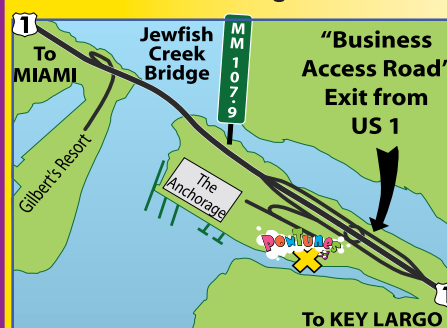 1
To
MIAMI
Jewfish
Creek
Bridge
MM 107.9
"Business
Access Road"
Exit from
US 1
Gilbert's Resort
The
Anchorage
PowTunes
1
To KEY LARGO